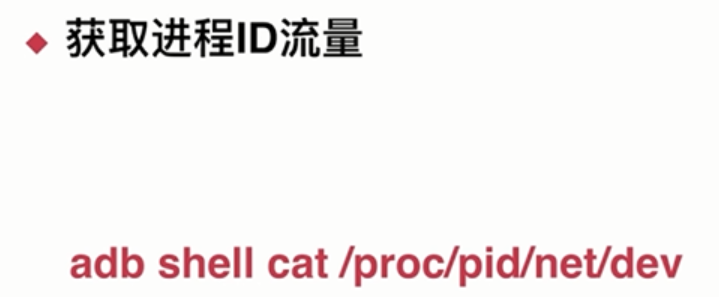 获取进程ID流量
adb shell cat /proc/pid/net/dev